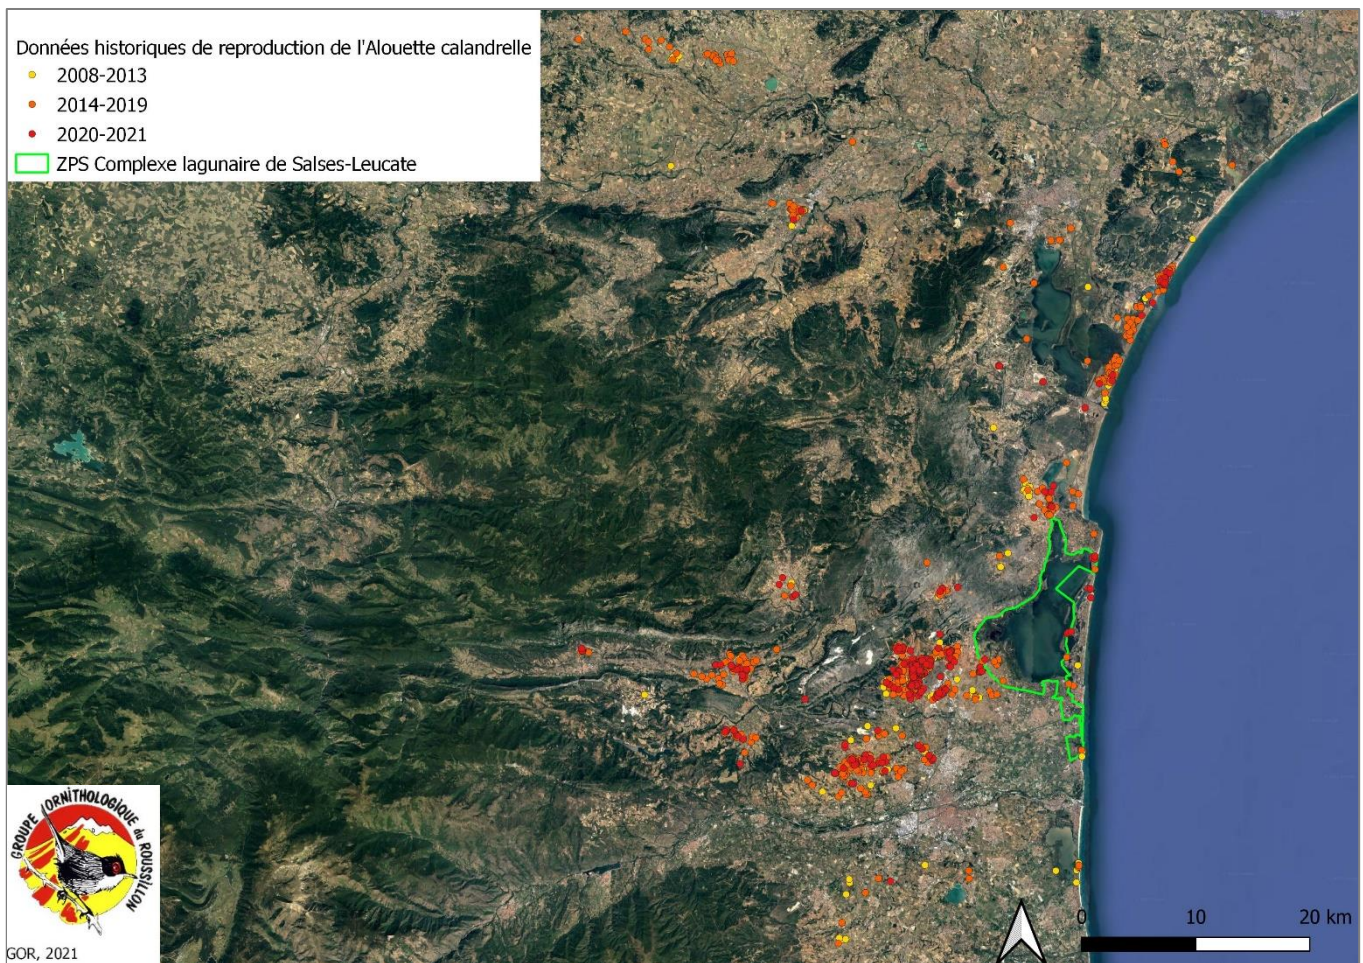 Données historiques de reproduction de l'Alouette calandrelle
2008-2013
2014-2019
2020-2021
ZPS Complexe lagunaire de Salses-Leucate
GROUPE ORNITHOLOGIQUE du ROUSSILLON
GOR, 2021
0 10 20 km